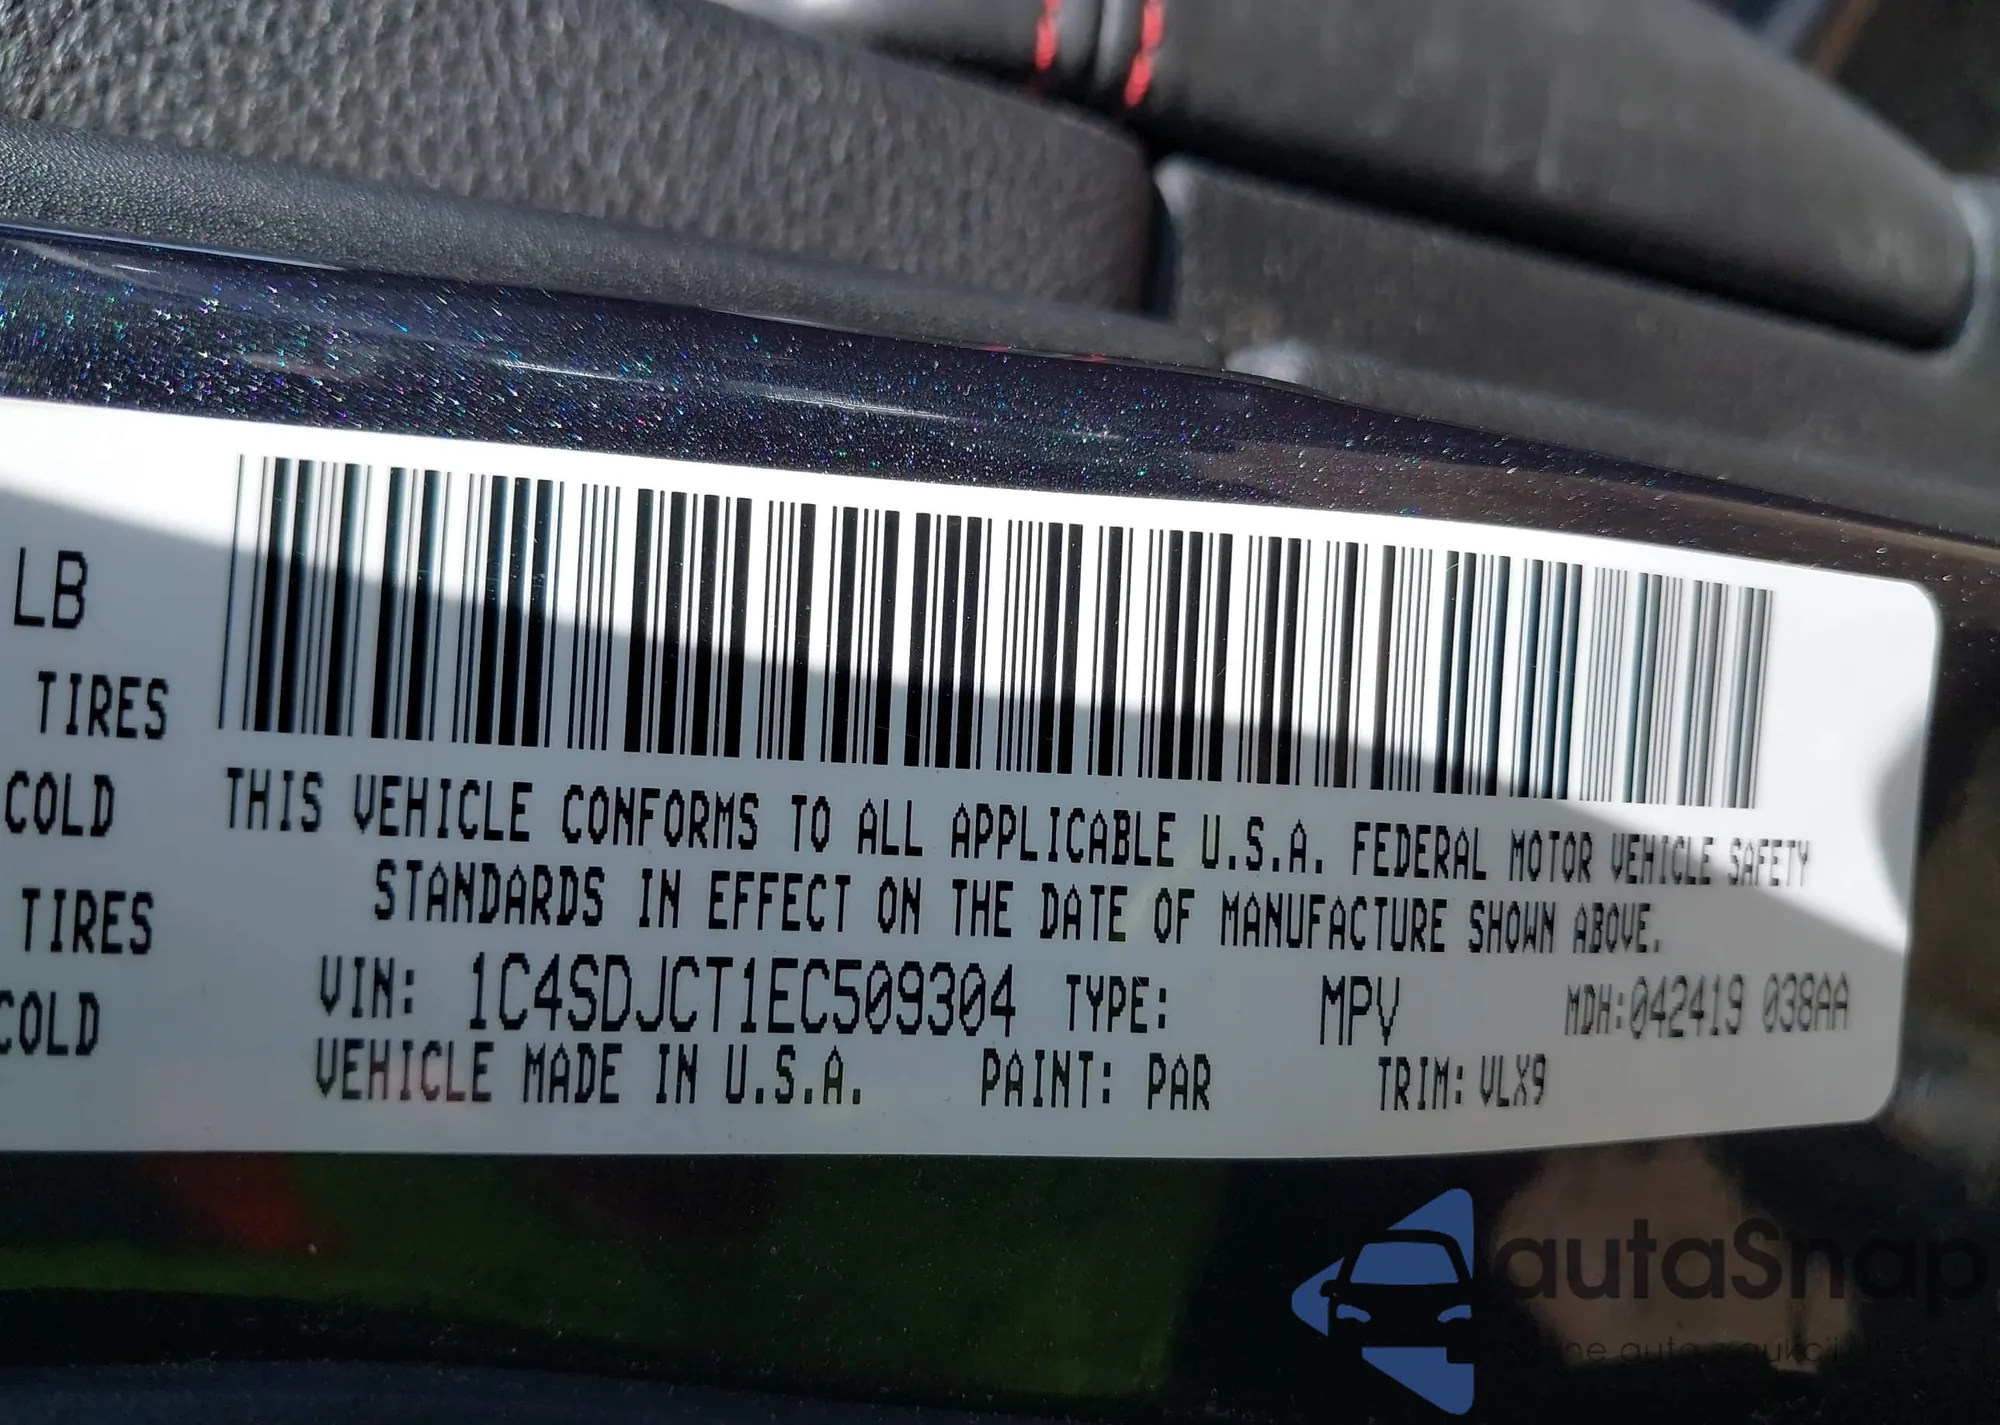 LB
TIRES
COLD
TIRES
COLD
THIS VEHICLE CONFORMS TO ALL APPLICABLE U.S.A. FEDERAL MOTOR VEHICLE SAFETY
STANDARDS IN EFFECT ON THE DATE OF MANUFACTURE SHOWN ABOVE.
VIN: 1C4SDJCT1EC509304 TYPE: MPV MDH:042419 038AA
VEHICLE MADE IN U.S.A. PAINT: PAR TRIM: VLX9
autaSnap